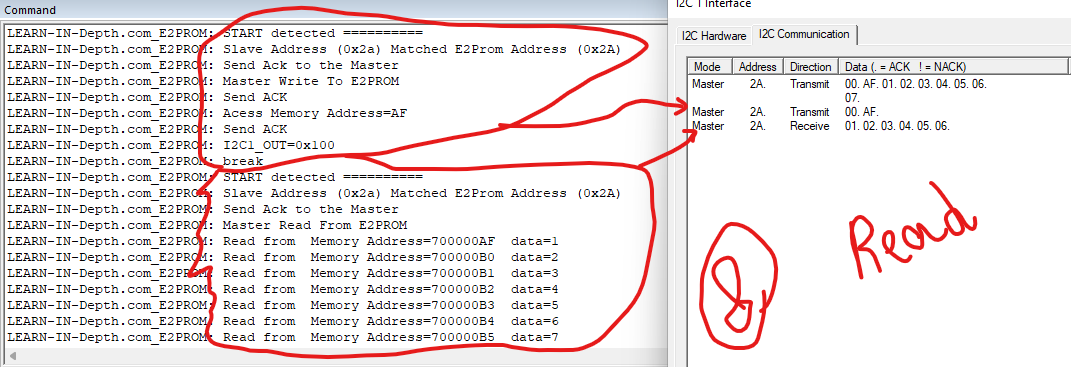 Command
LEARN-IN-Depth.com_E2PROM: START detected ==========
LEARN-IN-Depth.com_E2PROM: Slave Address (0x2a) Matched E2Prom Address (0x2A)
LEARN-IN-Depth.com_E2PROM: Send Ack to the Master
LEARN-IN-Depth.com_E2PROM: Master Write To E2PROM
LEARN-IN-Depth.com_E2PROM: Send ACK
LEARN-IN-Depth.com_E2PROM: Acess Memory Address=AF
LEARN-IN-Depth.com_E2PROM: Send ACK
LEARN-IN-Depth.com_E2PROM: I2C1_OUT=0x100
LEARN-IN-Depth.com_E2PROM: break
LEARN-IN-Depth.com_E2PROM: START detected ==========
LEARN-IN-Depth.com_E2PROM: Slave Address (0x2a) Matched E2Prom Address (0x2A)
LEARN-IN-Depth.com_E2PROM: Send Ack to the Master
LEARN-IN-Depth.com_E2PROM: Master Read From E2PROM
LEARN-IN-Depth.com_E2PROM: Read from  Memory Address=700000AF  data=1
LEARN-IN-Depth.com_E2PROM: Read from  Memory Address=700000B0  data=2
LEARN-IN-Depth.com_E2PROM: Read from  Memory Address=700000B1  data=3
LEARN-IN-Depth.com_E2PROM: Read from  Memory Address=700000B2  data=4
LEARN-IN-Depth.com_E2PROM: Read from  Memory Address=700000B3  data=5
LEARN-IN-Depth.com_E2PROM: Read from  Memory Address=700000B4  data=6
LEARN-IN-Depth.com_E2PROM: Read from  Memory Address=700000B5  data=7
I2C 1 Interface
I2C Hardware I2C Communication
Mode Address Direction Data (. = ACK ! = NACK)
Master 2A. Transmit 00. AF. 01. 02. 03. 04. 05. 06.
07.
Master 2A. Transmit 00. AF.
Master 2A. Receive 01. 02. 03. 04. 05. 06.
Read